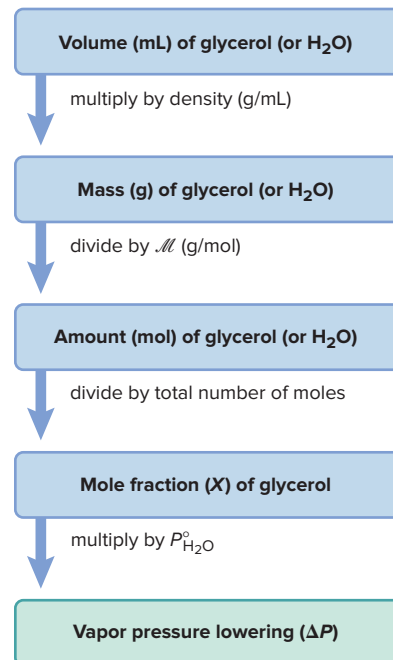 Volume (mL) of glycerol (or H₂O)
multiply by density (g/mL)
Mass (g) of glycerol (or H₂O)
divide by ℳ (g/mol)
Amount (mol) of glycerol (or H₂O)
divide by total number of moles
Mole fraction (X) of glycerol
multiply by P°H₂O
Vapor pressure lowering (ΔP)